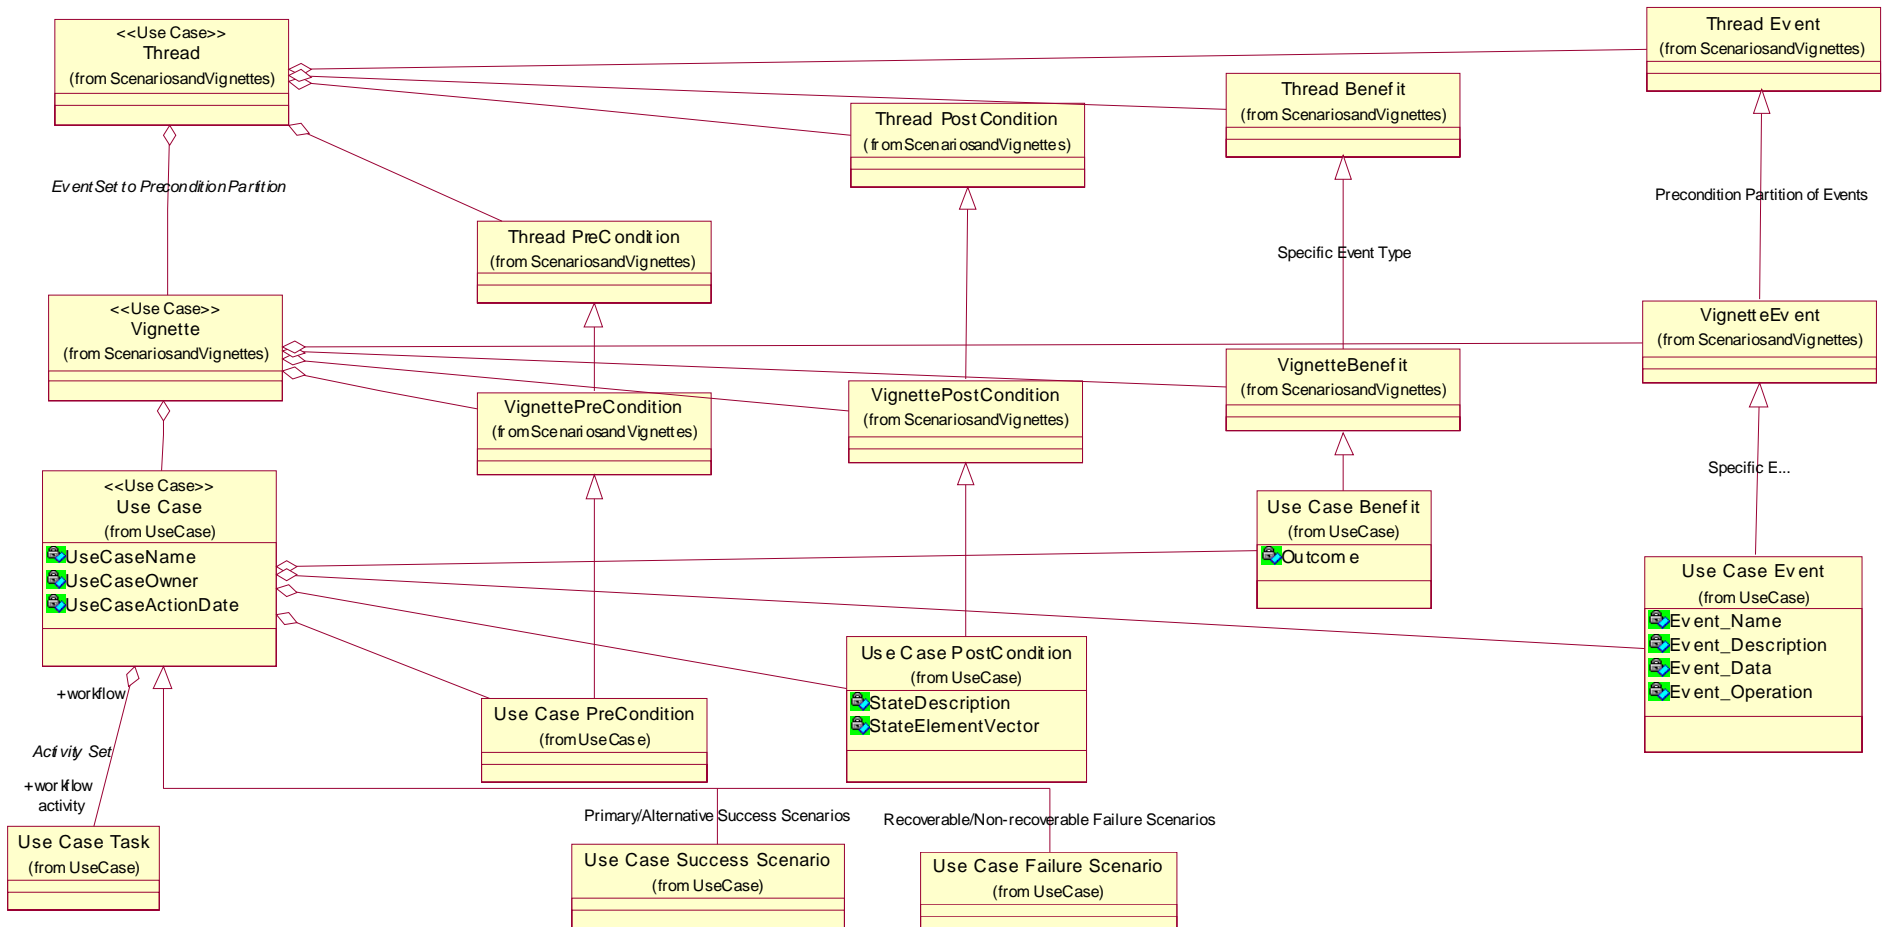 <<Use Case>>
Thread
(from ScenariosandVignettes)
Thread Event
(from ScenariosandVignettes)
Thread Benefit
(from ScenariosandVignettes)
Thread PostCondition
(from ScenariosandVignettes)
EventSet to Precondition Partition
Precondition Partition of Events
Thread PreCondition
(from ScenariosandVignettes)
Specific Event Type
<<Use Case>>
Vignette
(from ScenariosandVignettes)
VignetteEvent
(from ScenariosandVignettes)
VignetteBenefit
(from ScenariosandVignettes)
VignettePostCondition
(from ScenariosandVignettes)
VignettePreCondition
(from ScenariosandVignettes)
Specific E...
<<Use Case>>
Use Case
(from UseCase)
UseCaseName
UseCaseOwner
UseCaseActionDate
Use Case Benefit
(from UseCase)
Outcome
Use Case Event
(from UseCase)
Event_Name
Event_Description
Event_Data
Event_Operation
Use Case PostCondition
(from UseCase)
StateDescription
StateElementVector
Use Case PreCondition
(from UseCase)
+workflow
Activity Set
+workflow
activity
Use Case Task
(from UseCase)
Primary/Alternative Success Scenarios
Recoverable/Non-recoverable Failure Scenarios
Use Case Success Scenario
(from UseCase)
Use Case Failure Scenario
(from UseCase)